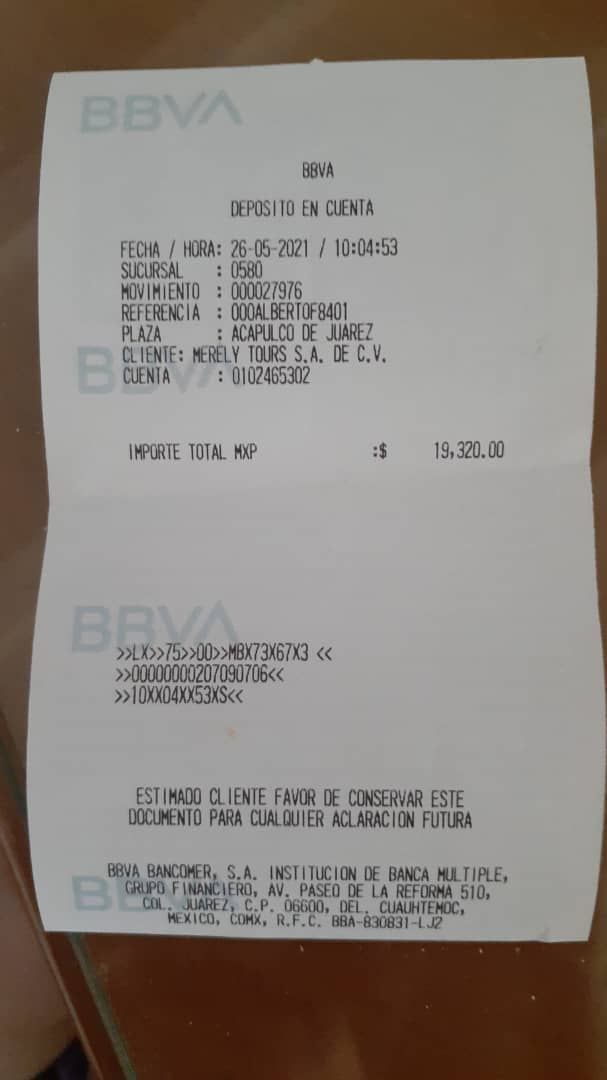 BBVA
BBVA
DEPOSITO EN CUENTA
FECHA / HORA: 26-05-2021 / 10:04:53
SUCURSAL : 0580
MOVIMIENTO : 000027976
REFERENCIA : 000ALBERTOF8401
PLAZA : ACAPULCO DE JUAREZ
CLIENTE: MERELY TOURS S.A. DE C.V.
BBVA
CUENTA : 0102465302
IMPORTE TOTAL MXP :$ 19,320.00
BBVA
>>LX>>75>>00>>MBX73X67X3 <<
>>00000000207090706<<
>>10XX04XX53XS<<
ESTIMADO CLIENTE FAVOR DE CONSERVAR ESTE
DOCUMENTO PARA CUALQUIER ACLARACION FUTURA
BBVA BANCOMER, S.A. INSTITUCION DE BANCA MULTIPLE,
GRUPO FINANCIERO, AV. PASEO DE LA REFORMA 510,
BBVA
COL. JUAREZ, C.P. 06600, DEL. CUAUHTEMOC,
MEXICO, CDMX, R.F.C. BBA-830831-LJ2